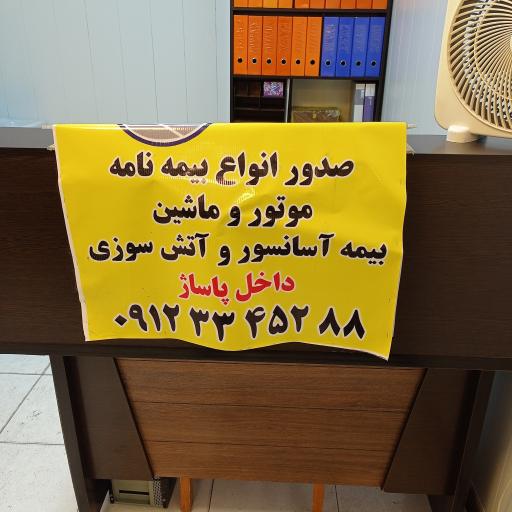 صدور انواع بیمه نامه
موتور و ماشین
بیمه آسانسور و آتش سوزی
داخل پاساژ
۰۹۱۲ ۳۳ ۴۵۲ ۸۸